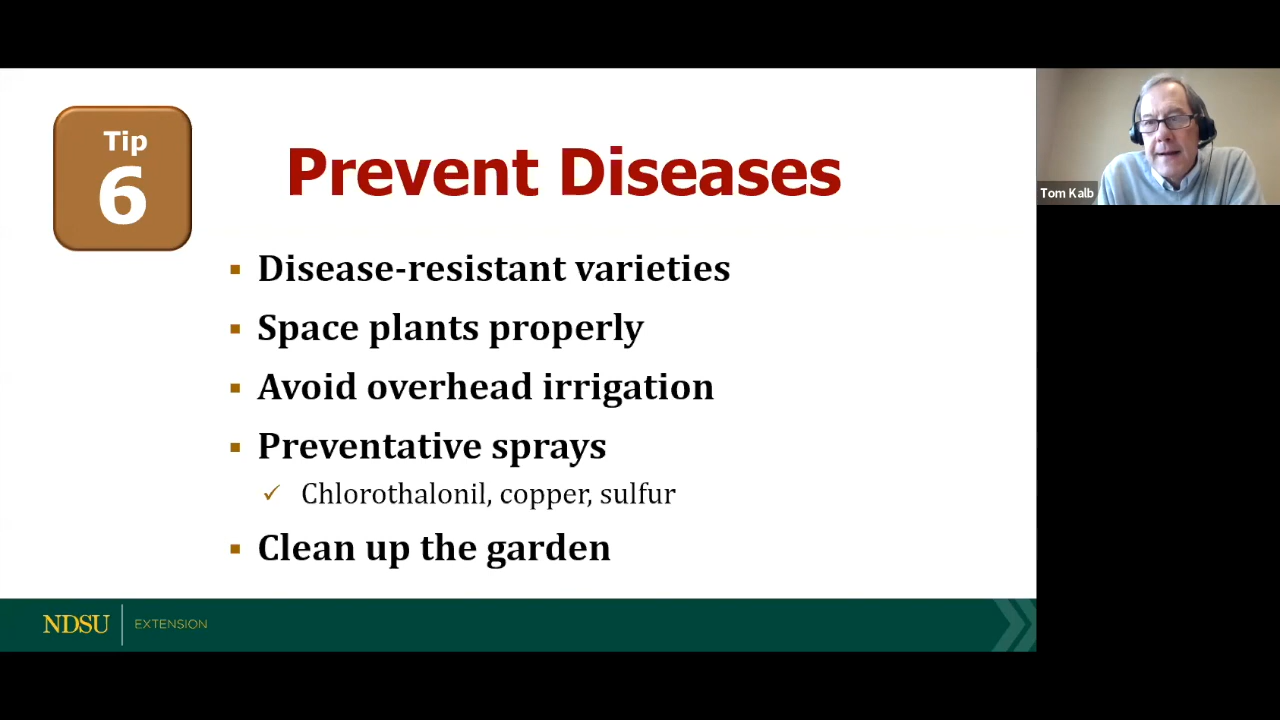 Tip
6
Prevent Diseases
Disease-resistant varieties
Space plants properly
Avoid overhead irrigation
Preventative sprays
Chlorothalonil, copper, sulfur
Clean up the garden
NDSU EXTENSION
Tom Kalb